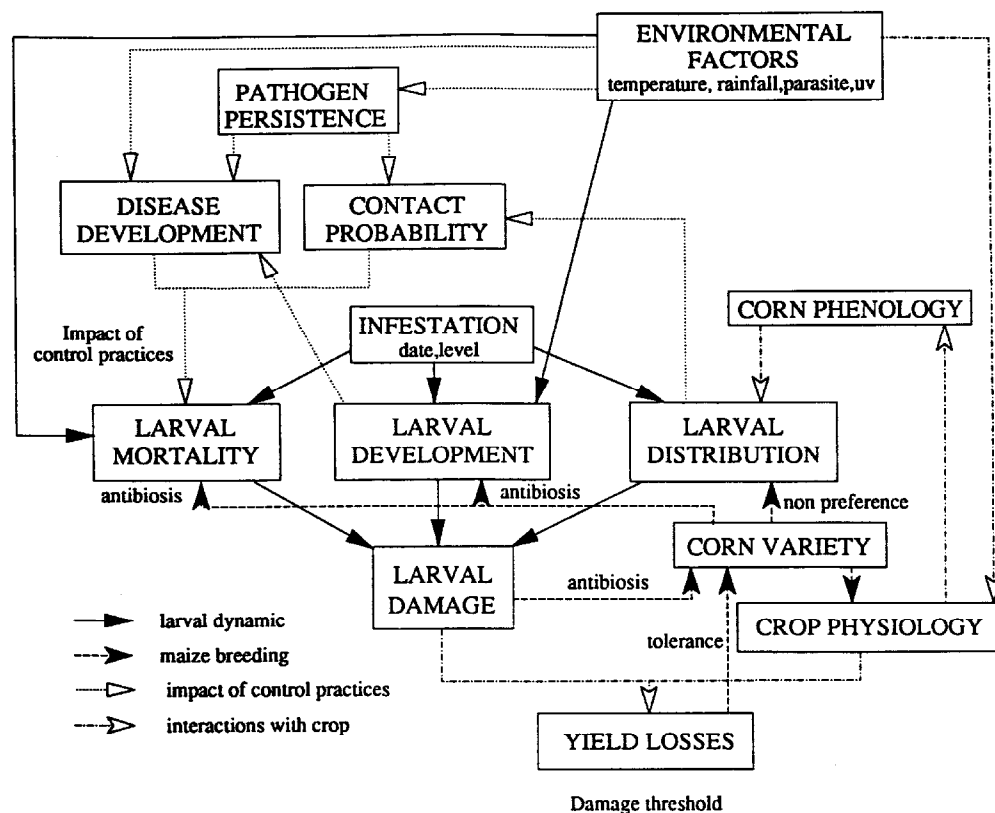 ENVIRONMENTAL
FACTORS
temperature, rainfall,parasite,uv
PATHOGEN
PERSISTENCE
DISEASE
DEVELOPMENT
CONTACT
PROBABILITY
CORN PHENOLOGY
INFESTATION
date,level
Impact of
control practices
LARVAL
MORTALITY
LARVAL
DEVELOPMENT
LARVAL
DISTRIBUTION
antibiosis
antibiosis
non preference
CORN VARIETY
LARVAL
DAMAGE
antibiosis
CROP PHYSIOLOGY
tolerance
larval dynamic
maize breeding
impact of control practices
interactions with crop
YIELD LOSSES
Damage threshold